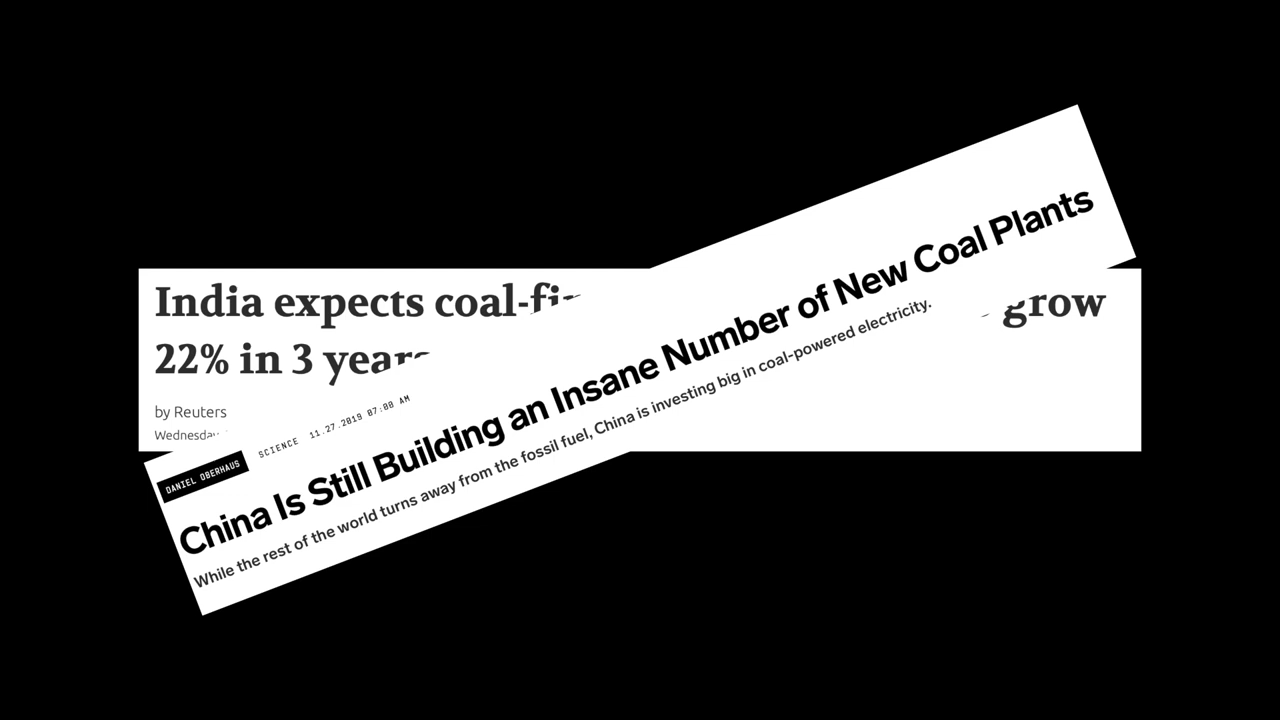 India expects coal- grow
22% in 3 years
by Reuters
Wednesday
DANIEL OBERHAUS SCIENCE 11.27.2019 07:00 AM
China Is Still Building an Insane Number of New Coal Plants
While the rest of the world turns away from the fossil fuel, China is investing big in coal-powered electricity.